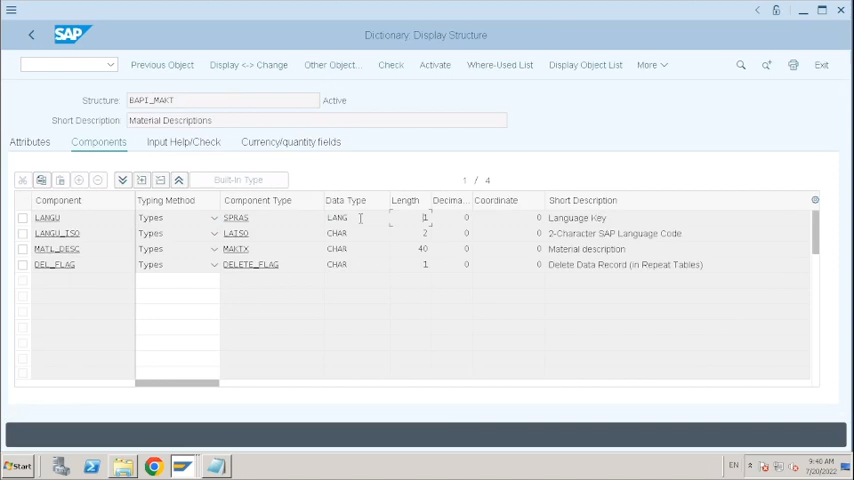 SAP
Dictionary: Display Structure
Previous Object
Display <-> Change
Other Object...
Check
Activate
Where-Used List
Display Object List
More
Exit
Structure: BAPI_MAKT Active
Short Description: Material Descriptions
Attributes
Components
Input Help/Check
Currency/quantity fields
Built-in Type
1 / 4
Component Typing Method Component Type Data Type Length Decima... Coordinate Short Description
LANGU Types SPRAS LANG 1 0 0 Language Key
LANGU_ISO Types LAISO CHAR 2 0 0 2-Character SAP Language Code
MATL_DESC Types MAKTX CHAR 40 0 0 Material description
DEL_FLAG Types DELETE_FLAG CHAR 1 0 0 Delete Data Record (in Repeat Tables)
Start
EN
9:40 AM
7/20/2022